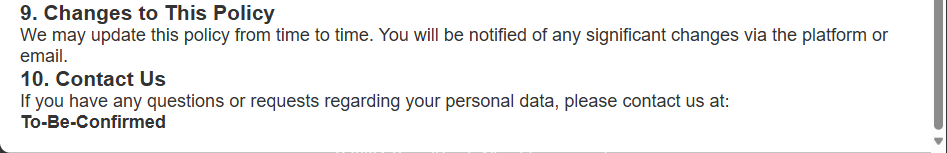 9. Changes to This Policy
We may update this policy from time to time. You will be notified of any significant changes via the platform or
email.
10. Contact Us
If you have any questions or requests regarding your personal data, please contact us at:
To-Be-Confirmed